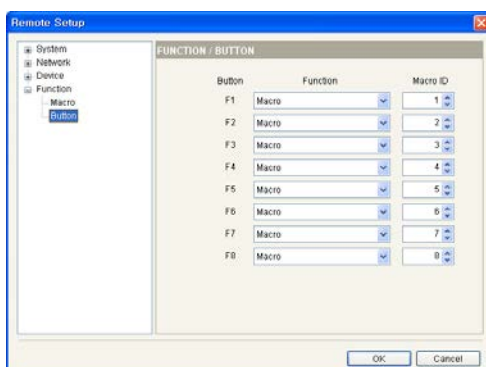 Remote Setup
System
Network
Device
Function
Macro
Button
FUNCTION / BUTTON
Button Function Macro ID
F1 Macro 1
F2 Macro 2
F3 Macro 3
F4 Macro 4
F5 Macro 5
F6 Macro 6
F7 Macro 7
F8 Macro 8
OK Cancel